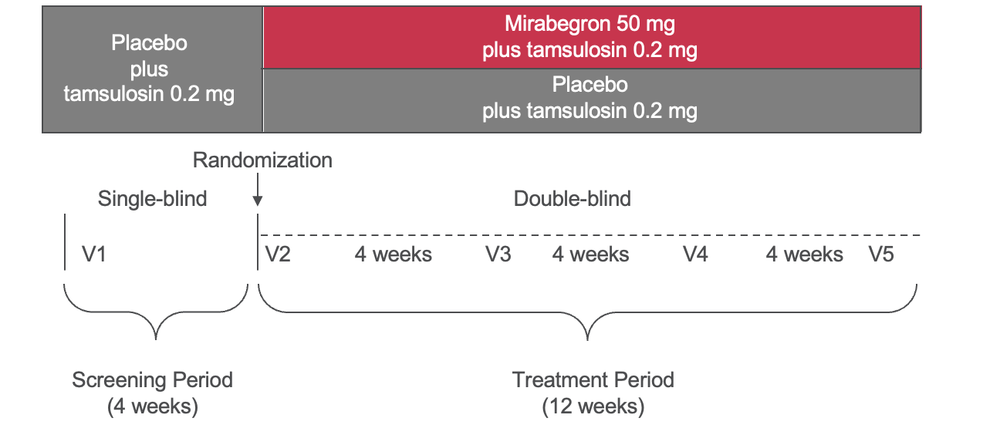 Placebo
plus
tamsulosin 0.2 mg
Mirabegron 50 mg
plus tamsulosin 0.2 mg
Placebo
plus tamsulosin 0.2 mg
Randomization
Single-blind
Double-blind
V1
V2
4 weeks
V3
4 weeks
V4
4 weeks
V5
Screening Period
(4 weeks)
Treatment Period
(12 weeks)